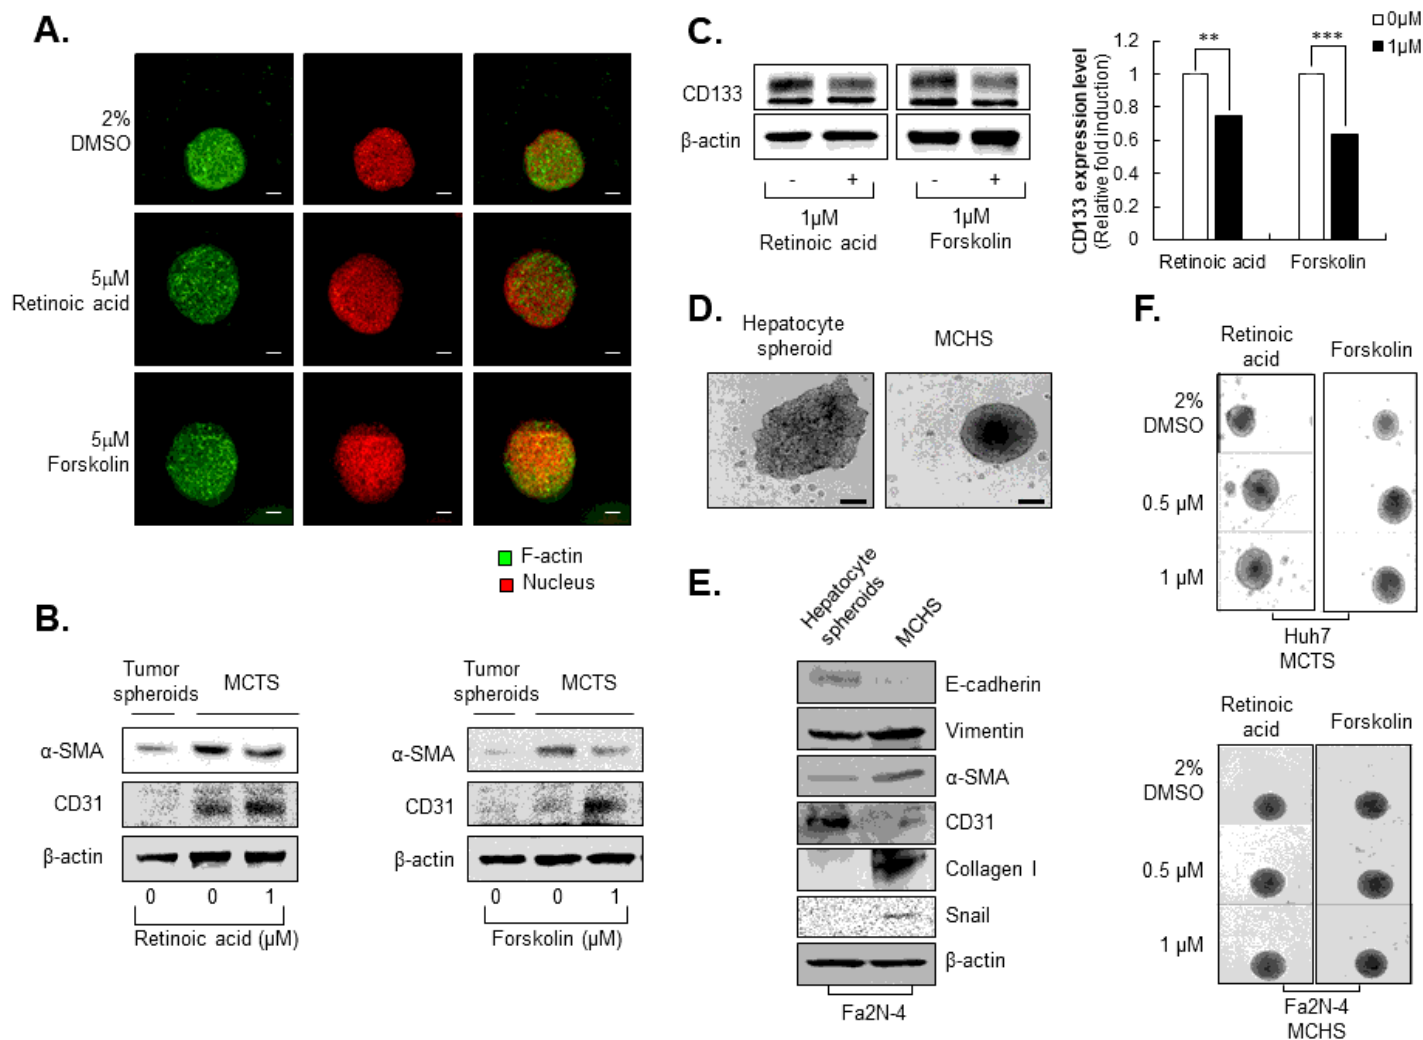 A.
2%
DMSO
5μM
Retinoic acid
5μM
Forskolin
F-actin
Nucleus
B.
Tumor
spheroids
MCTS
α-SMA
CD31
β-actin
0
0
1
Retinoic acid (μM)
Tumor
spheroids
MCTS
α-SMA
CD31
β-actin
0
0
1
Forskolin (μM)
C.
CD133
β-actin
-
+
-
+
1μM
Retinoic acid
1μM
Forskolin
0μM
1μM
CD133 expression level
(Relative fold induction)
1.2
1
0.8
0.6
0.4
0.2
0
**
***
Retinoic acid
Forskolin
D.
Hepatocyte
spheroid
MCHS
E.
Hepatocyte
spheroids
MCHS
E-cadherin
Vimentin
α-SMA
CD31
Collagen I
Snail
β-actin
Fa2N-4
F.
Retinoic
acid
Forskolin
2%
DMSO
0.5 μM
1 μM
Huh7
MCTS
Retinoic
acid
Forskolin
2%
DMSO
0.5 μM
1 μM
Fa2N-4
MCHS